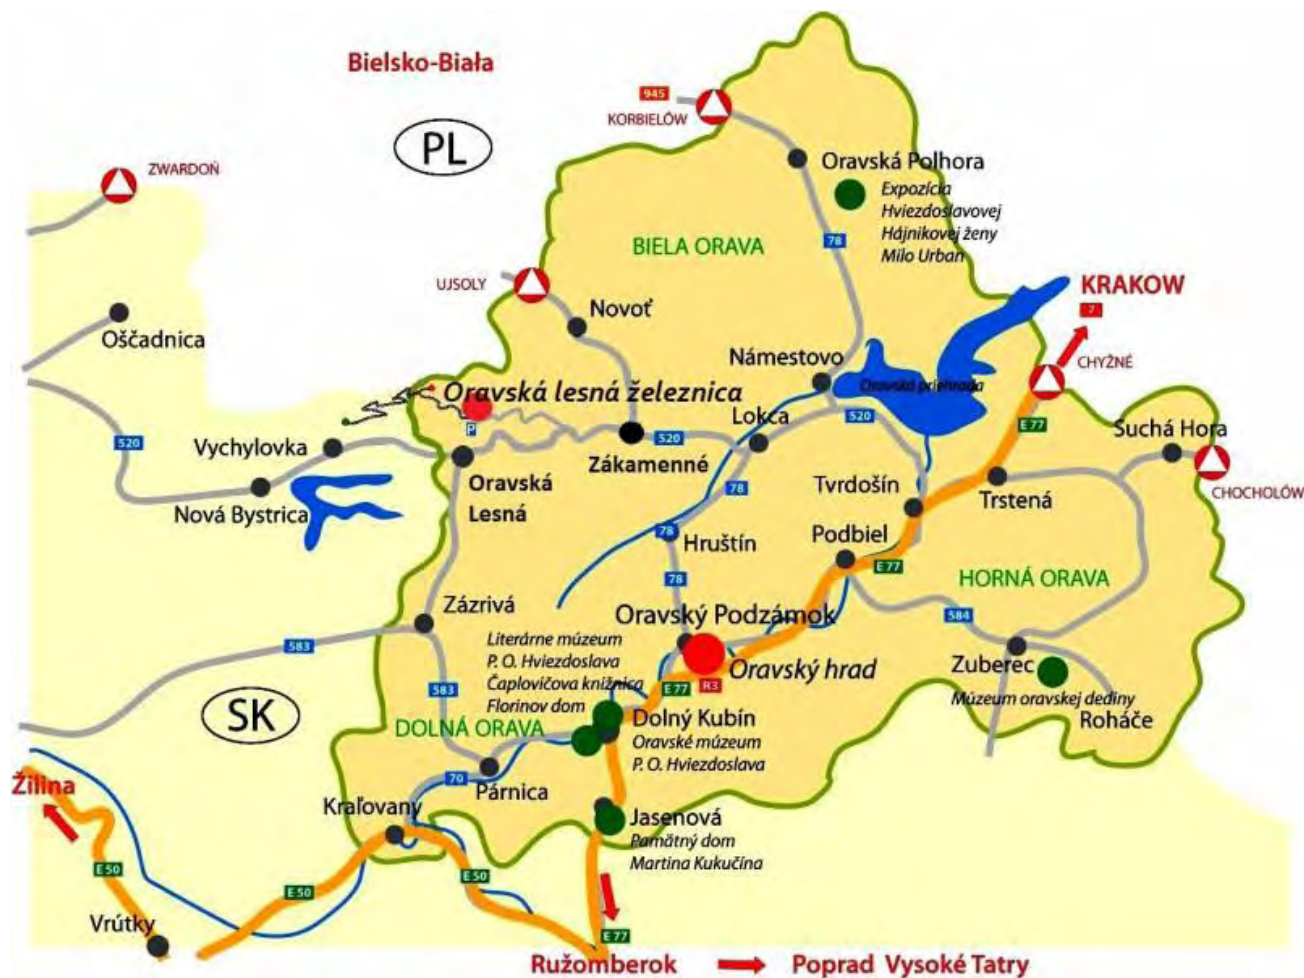 Bielsko-Biała
945
KORBIELÓW
PL
ZWARDOŇ
Oravská Polhora
Expozícia
Hviezdoslavovej
Hájnikovej ženy
Milo Urban
BIELA ORAVA
78
UJSOLY
KRAKOW
7
Novoť
Oščadnica
Námestovo
CHYŽNÉ
Oravská priehrada
Oravská lesná železnica
P
Lokca
520
E 77
Suchá Hora
520
Vychylovka
520
Zákamenné
Oravská
Lesná
Tvrdošín
Trstená
CHOCHOLÓW
78
Nová Bystrica
78
Hruštín
Podbiel
E 77
78
HORNÁ ORAVA
Zázrivá
Oravský Podzámok
584
583
Literárne múzeum
P. O. Hviezdoslava
Čaplovičova knižnica
Florinov dom
Oravský hrad
Zuberec
583
E 77
R3
Múzeum oravskej dediny
SK
DOLNÁ ORAVA
Dolný Kubín
Oravské múzeum
P. O. Hviezdoslava
Roháče
70
Párnica
Žilina
Kraľovany
Jasenová
Pamätný dom
Martina Kukučína
E 50
E 50
E 50
Vrútky
E 77
Ružomberok
Poprad Vysoké Tatry